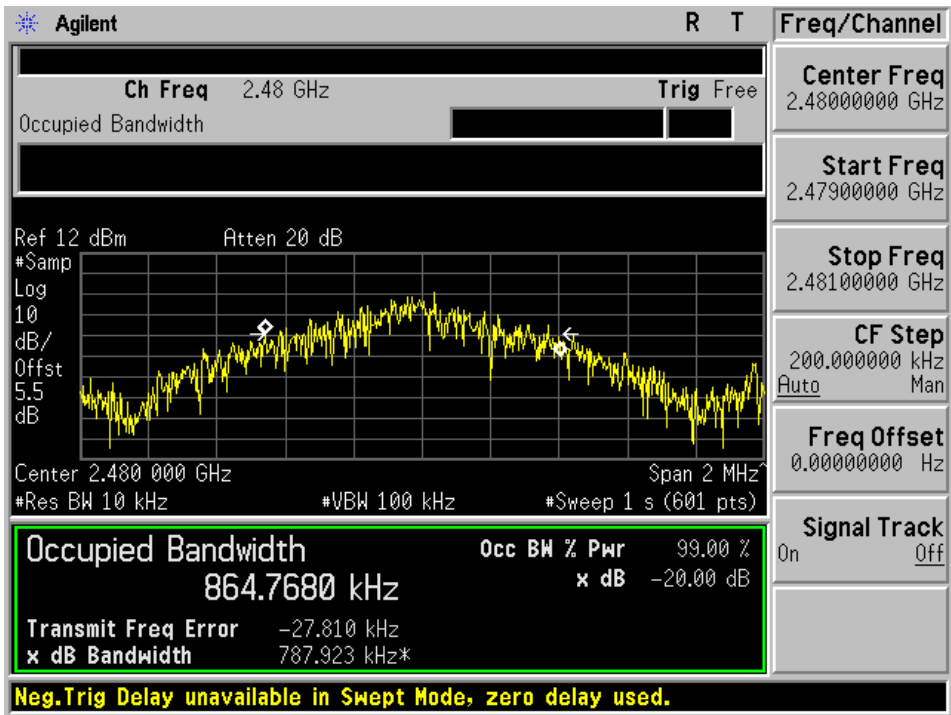 Agilent R T Freq/Channel
Ch Freq 2.48 GHz Trig Free
Occupied Bandwidth
Center Freq
2.48000000 GHz
Start Freq
2.47900000 GHz
Stop Freq
2.48100000 GHz
CF Step
200.000000 kHz
Auto Man
Freq Offset
0.00000000 Hz
Signal Track
On Off
Ref 12 dBm Atten 20 dB
#Samp
Log
10
dB/
Offst
5.5
dB
Center 2.480 000 GHz Span 2 MHz^
#Res BW 10 kHz #VBW 100 kHz #Sweep 1 s (601 pts)
Occupied Bandwidth Occ BW % Pwr 99.00 %
864.7680 kHz x dB -20.00 dB
Transmit Freq Error -27.810 kHz
x dB Bandwidth 787.923 kHz*
Neg.Trig Delay unavailable in Swept Mode, zero delay used.